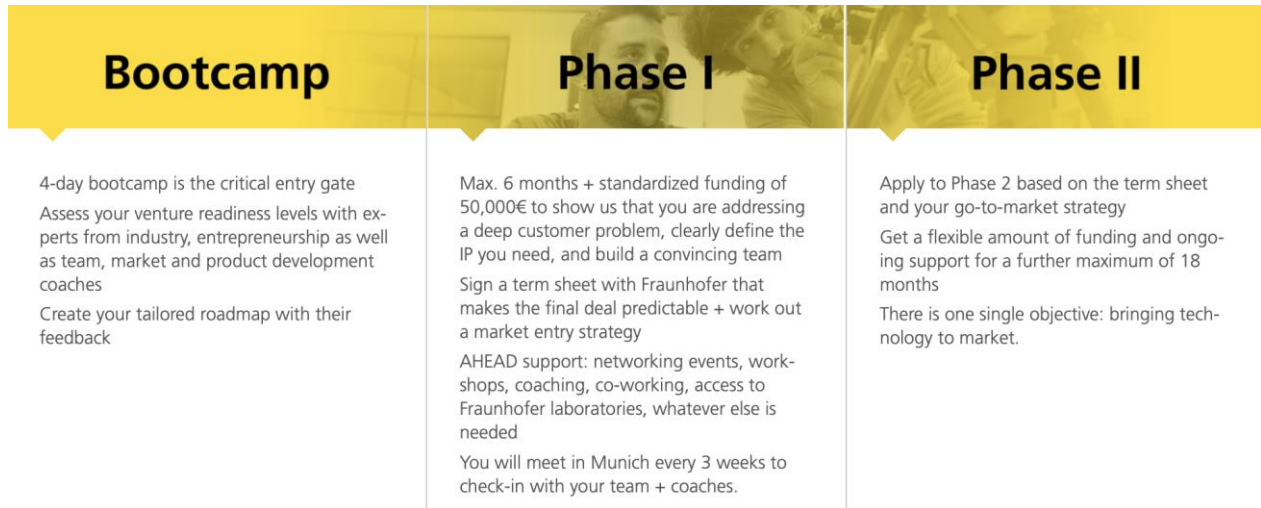 Bootcamp
4-day bootcamp is the critical entry gate
Assess your venture readiness levels with ex-
perts from industry, entrepreneurship as well
as team, market and product development
coaches
Create your tailored roadmap with their
feedback
Phase I
Max. 6 months + standardized funding of
50,000€ to show us that you are addressing
a deep customer problem, clearly define the
IP you need, and build a convincing team
Sign a term sheet with Fraunhofer that
makes the final deal predictable + work out
a market entry strategy
AHEAD support: networking events, work-
shops, coaching, co-working, access to
Fraunhofer laboratories, whatever else is
needed
You will meet in Munich every 3 weeks to
check-in with your team + coaches.
Phase II
Apply to Phase 2 based on the term sheet
and your go-to-market strategy
Get a flexible amount of funding and ongo-
ing support for a further maximum of 18
months
There is one single objective: bringing tech-
nology to market.